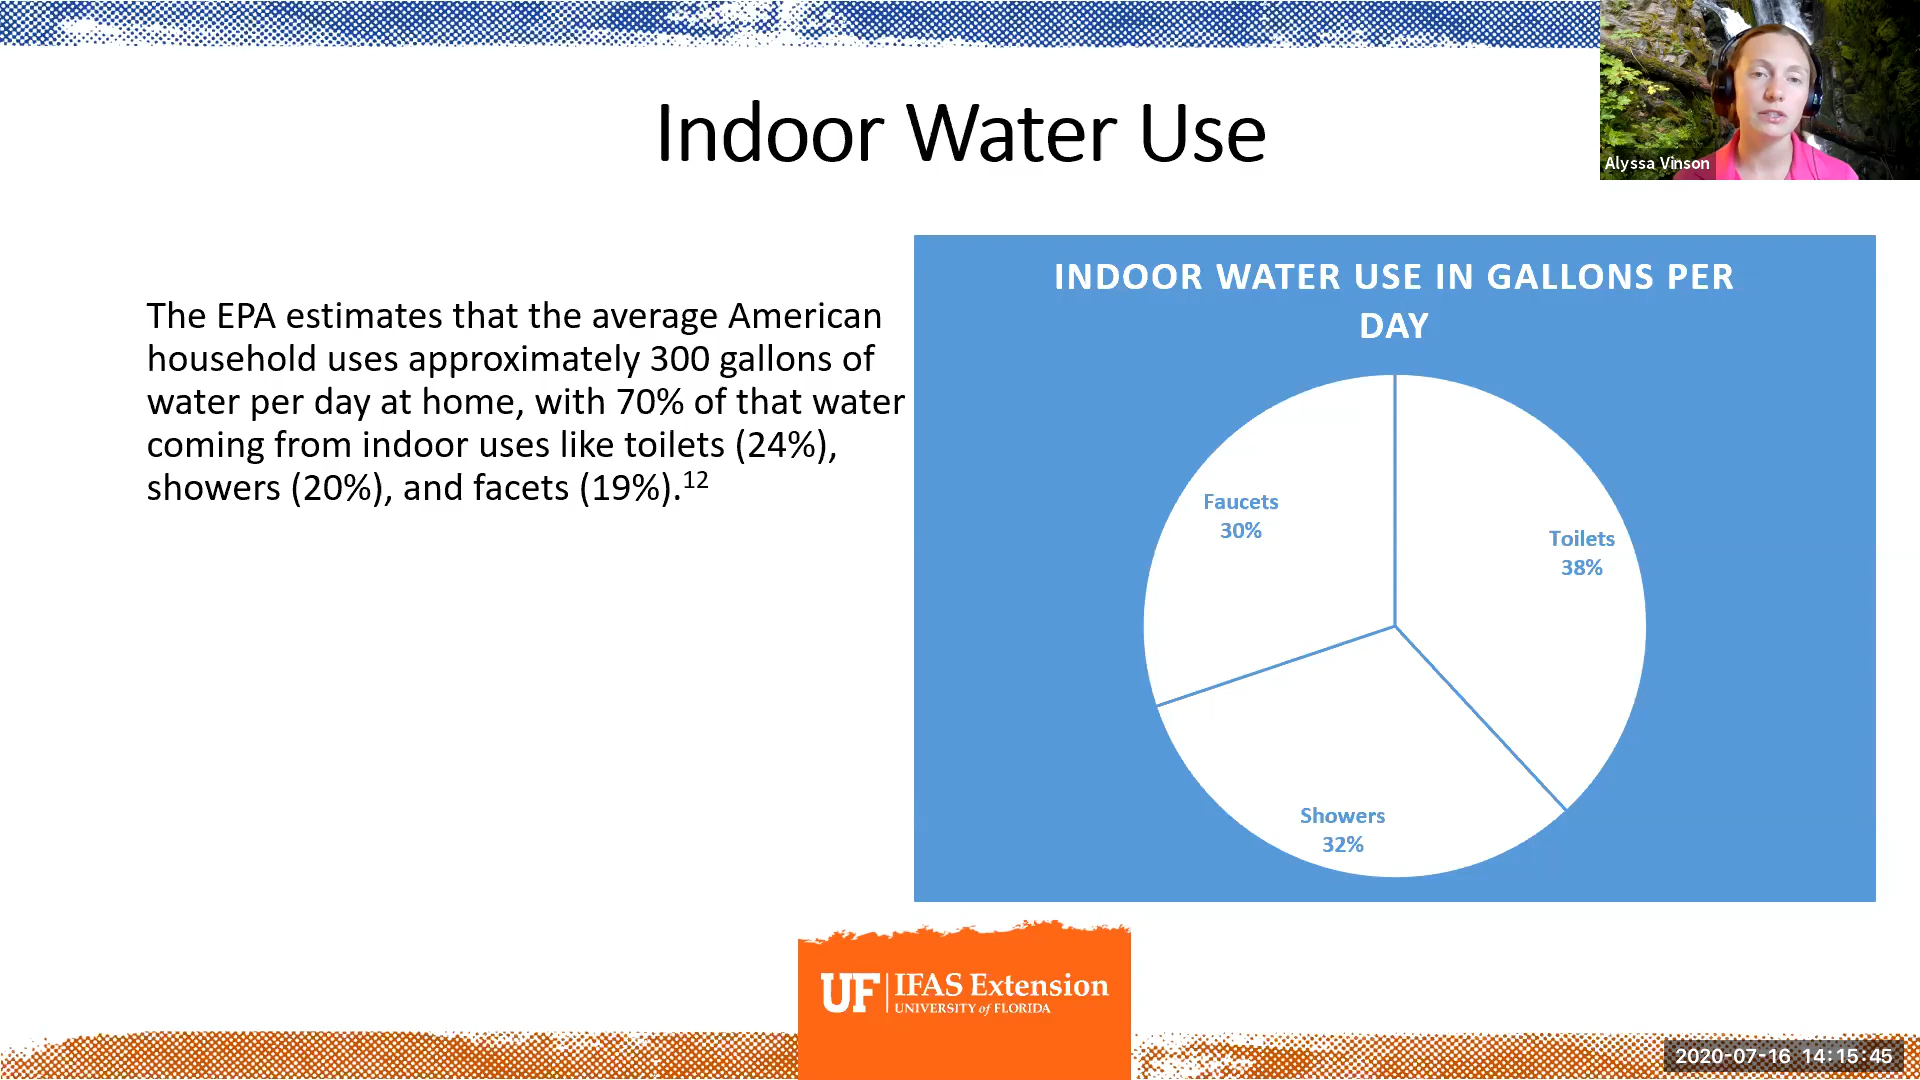 Indoor Water Use
Alyssa Vinson
The EPA estimates that the average American
household uses approximately 300 gallons of
water per day at home, with 70% of that water
coming from indoor uses like toilets (24%),
showers (20%), and facets (19%).12
INDOOR WATER USE IN GALLONS PER
DAY
Faucets
30%
Toilets
38%
Showers
32%
UF IFAS Extension
UNIVERSITY of FLORIDA
2020-07-16 14:15:45